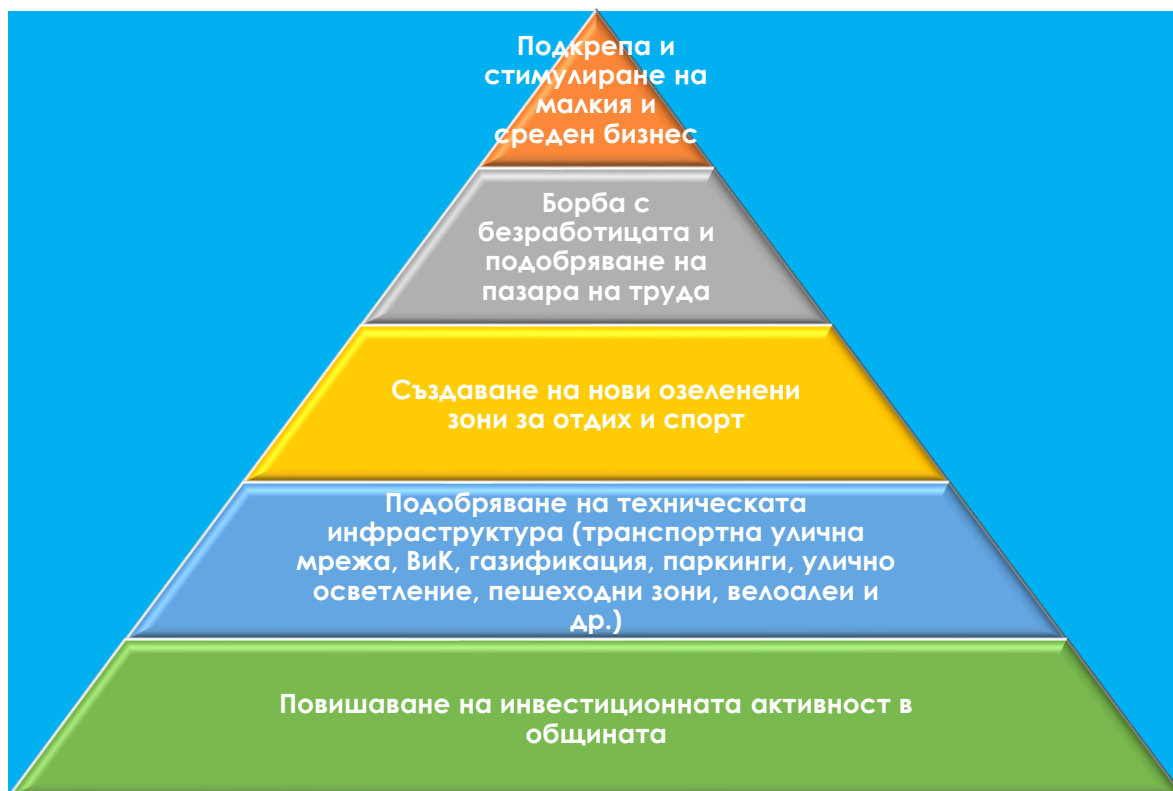 Подкрепа и
стимулиране на
малкия и
среден бизнес
Борба с
безработицата и
подобряване на
пазара на труда
Създаване на нови озеленени
зони за отдих и спорт
Подобряване на техническата
инфраструктура (транспортна улична
мрежа, ВиК, газификация, паркинги, улично
осветление, пешеходни зони, велоалеи и
др.)
Повишаване на инвестиционната активност в
общината